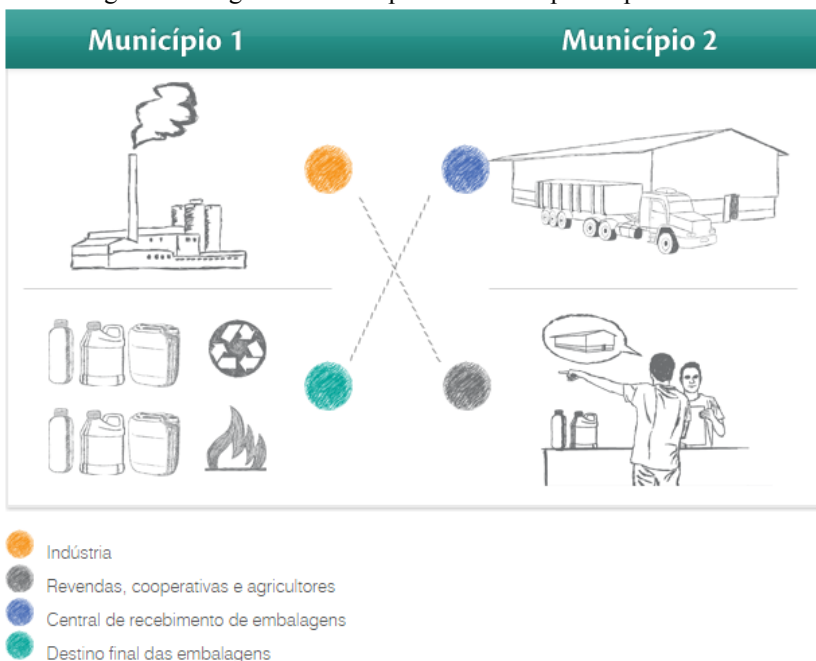 Município 1
Município 2
Indústria
Revendas, cooperativas e agricultores
Central de recebimento de embalagens
Destino final das embalagens